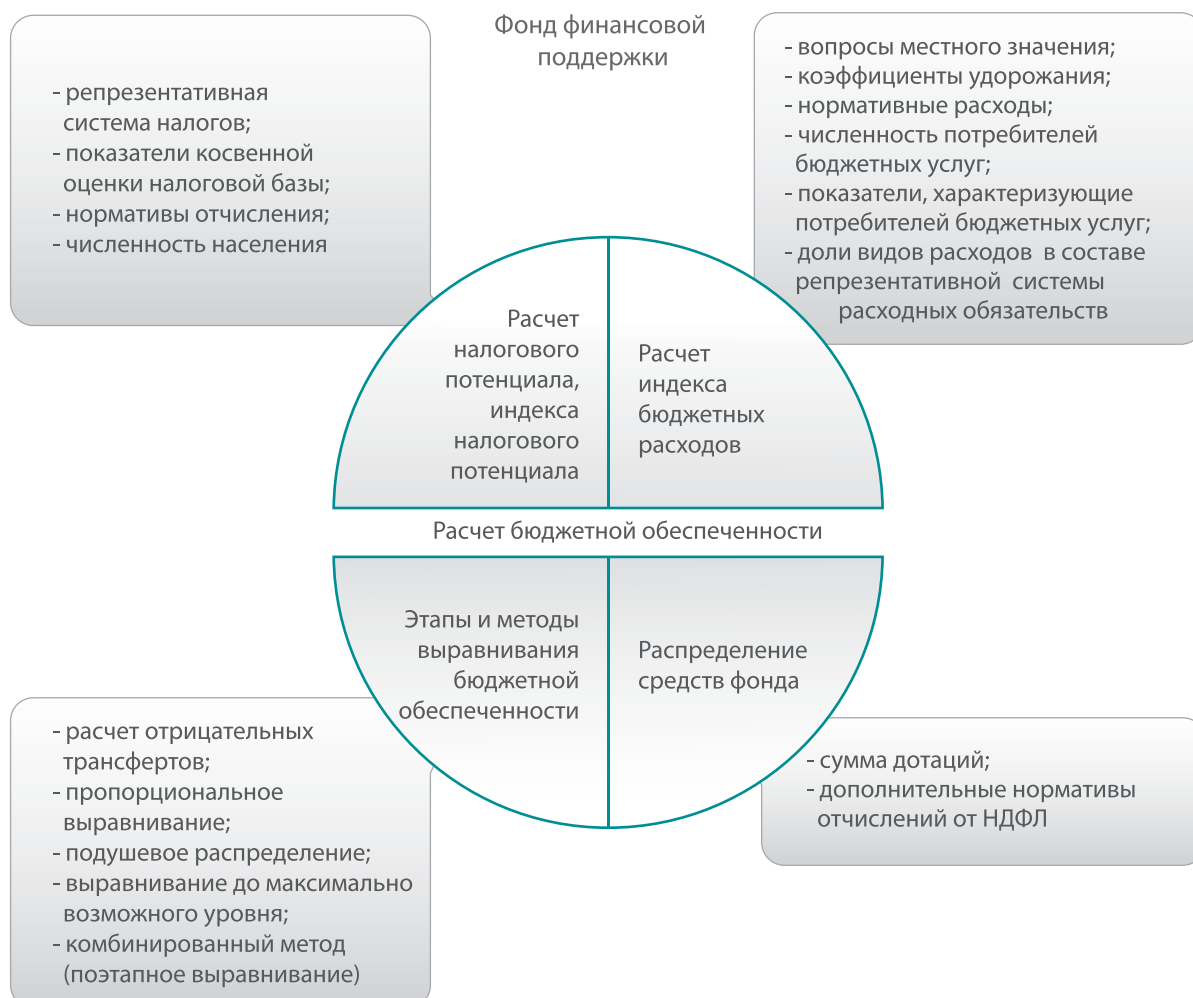 Фонд финансовой
поддержки
- репрезентативная
система налогов;
- показатели косвенной
оценки налоговой базы;
- нормативы отчисления;
- численность населения
- вопросы местного значения;
- коэффициенты удорожания;
- нормативные расходы;
- численность потребителей
бюджетных услуг;
- показатели, характеризующие
потребителей бюджетных услуг;
- доли видов расходов в составе
репрезентативной системы
расходных обязательств
Расчет
налогового
потенциала,
индекса
налогового
потенциала
Расчет
индекса
бюджетных
расходов
Расчет бюджетной обеспеченности
Этапы и методы
выравнивания
бюджетной
обеспеченности
Распределение
средств фонда
- расчет отрицательных
трансфертов;
- пропорциональное
выравнивание;
- подушевое распределение;
- выравнивание до максимально
возможного уровня;
- комбинированный метод
(поэтапное выравнивание)
- сумма дотаций;
- дополнительные нормативы
отчислений от НДФЛ